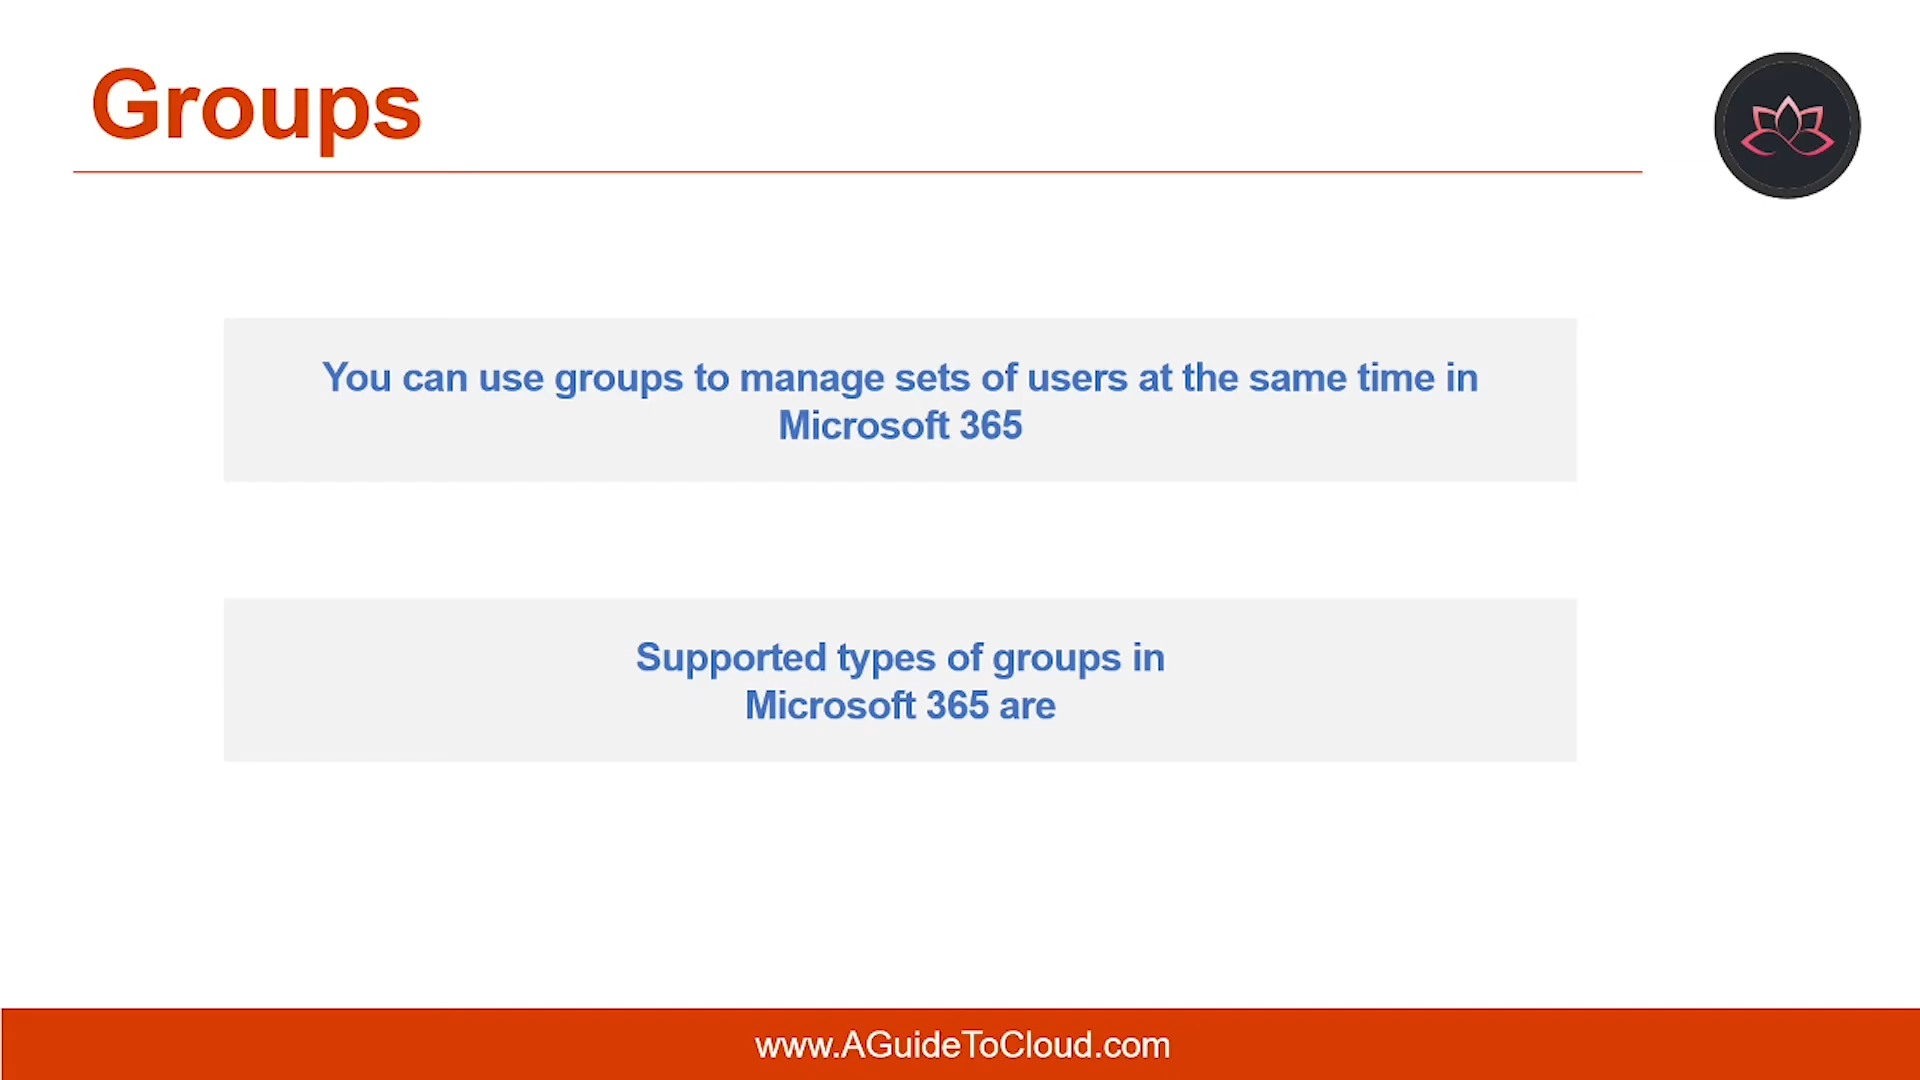 Groups
You can use groups to manage sets of users at the same time in
Microsoft 365
Supported types of groups in
Microsoft 365 are
www.AGuideToCloud.com